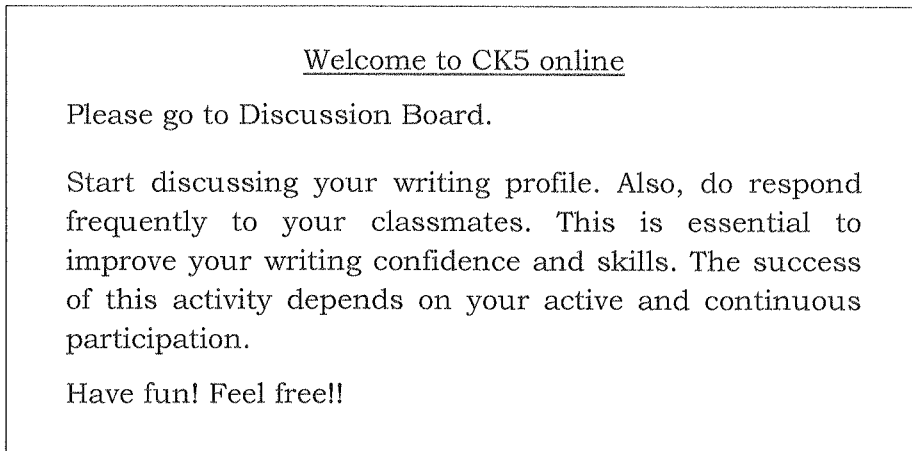 Welcome to CK5 online
Please go to Discussion Board.
Start discussing your writing profile. Also, do respond
frequently to your classmates. This is essential to
improve your writing confidence and skills. The success
of this activity depends on your active and continuous
participation.
Have fun! Feel free!!